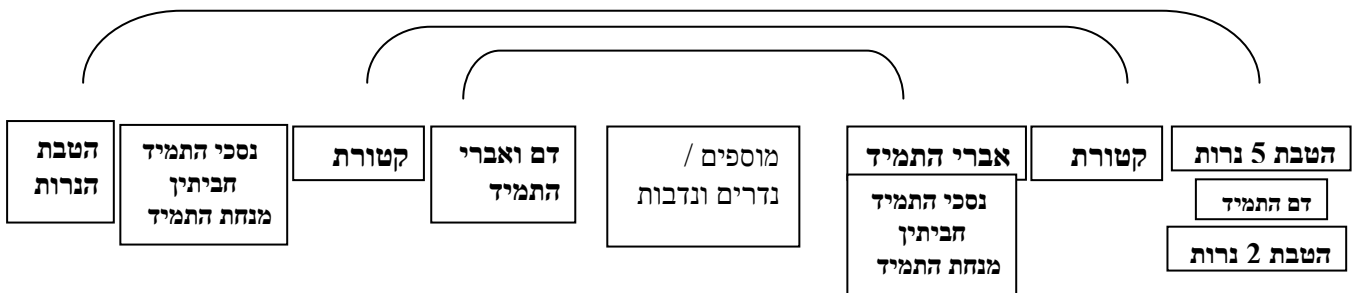 הטבת 5 נרות
דם התמיד
הטבת 2 נרות
קטורת
אברי התמיד
נסכי התמיד
חביתין
מנחת התמיד
מוספים /
נדרים ונדבות
דם ואברי
התמיד
קטורת
נסכי התמיד
חביתין
מנחת התמיד
הטבת
הנרות